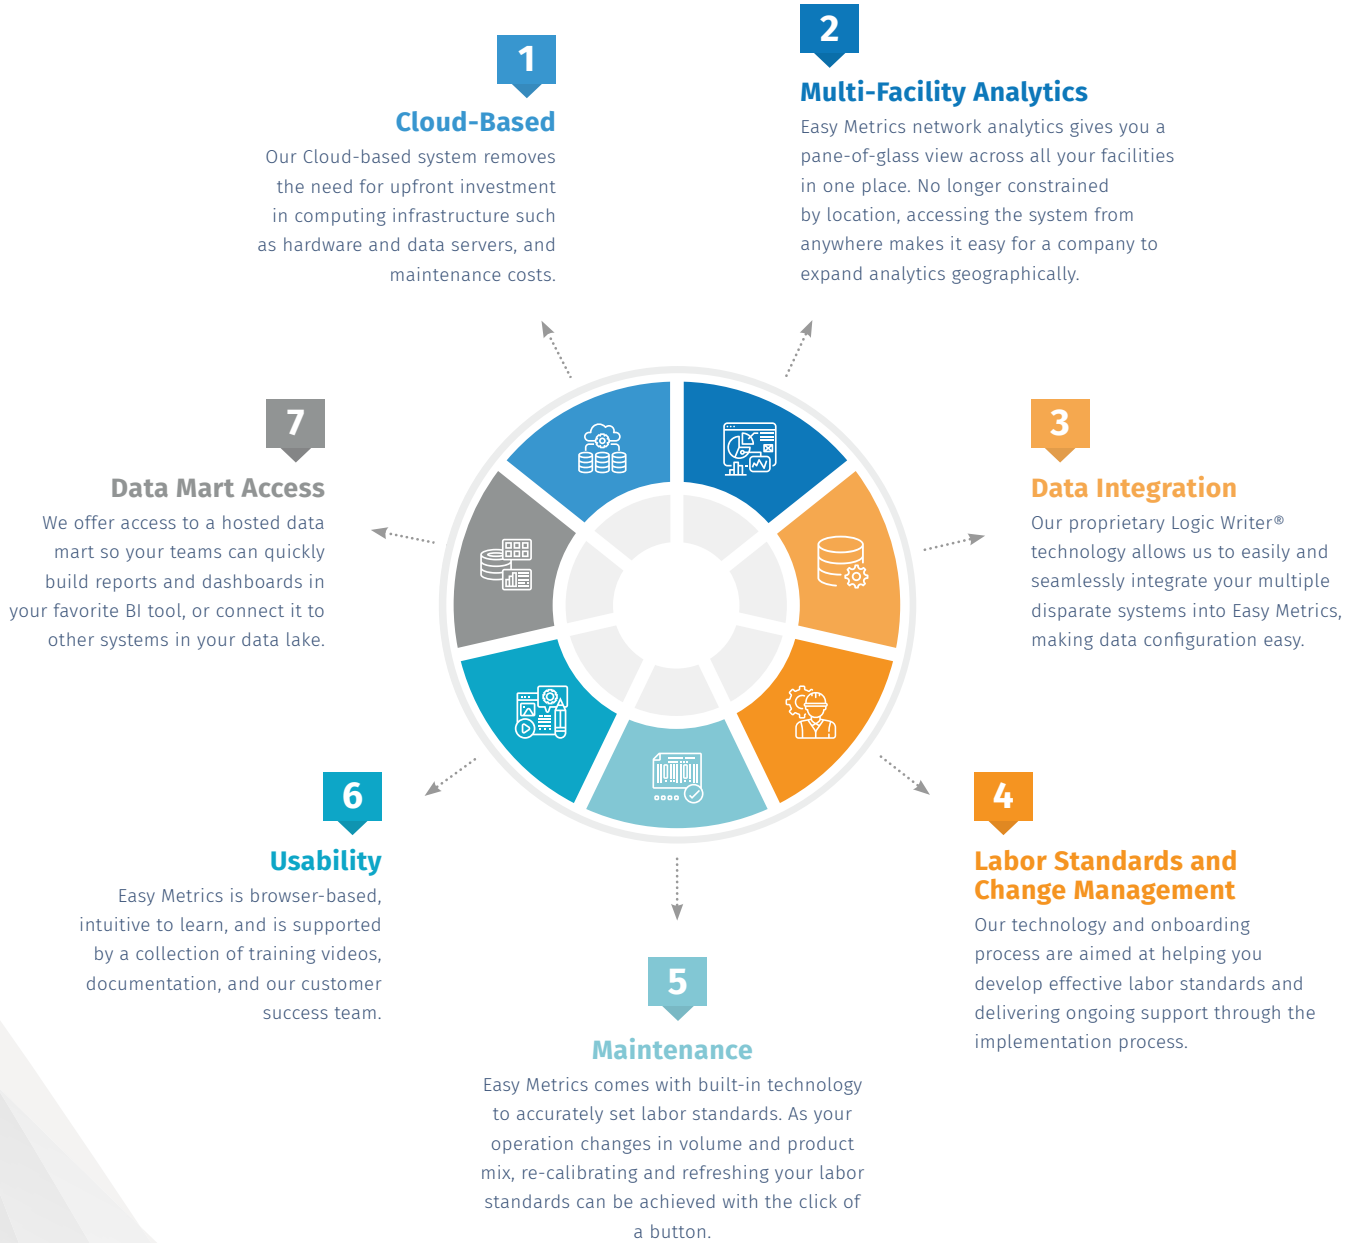 1
Cloud-Based
Our Cloud-based system removes
the need for upfront investment
in computing infrastructure such
as hardware and data servers, and
maintenance costs.
2
Multi-Facility Analytics
Easy Metrics network analytics gives you a
pane-of-glass view across all your facilities
in one place. No longer constrained
by location, accessing the system from
anywhere makes it easy for a company to
expand analytics geographically.
3
Data Integration
Our proprietary Logic Writer®
technology allows us to easily and
seamlessly integrate your multiple
disparate systems into Easy Metrics,
making data configuration easy.
4
Labor Standards and
Change Management
Our technology and onboarding
process are aimed at helping you
develop effective labor standards and
delivering ongoing support through the
implementation process.
5
Maintenance
Easy Metrics comes with built-in technology
to accurately set labor standards. As your
operation changes in volume and product
mix, re-calibrating and refreshing your labor
standards can be achieved with the click of
a button.
6
Usability
Easy Metrics is browser-based,
intuitive to learn, and is supported
by a collection of training videos,
documentation, and our customer
success team.
7
Data Mart Access
We offer access to a hosted data
mart so your teams can quickly
build reports and dashboards in
your favorite BI tool, or connect it to
other systems in your data lake.